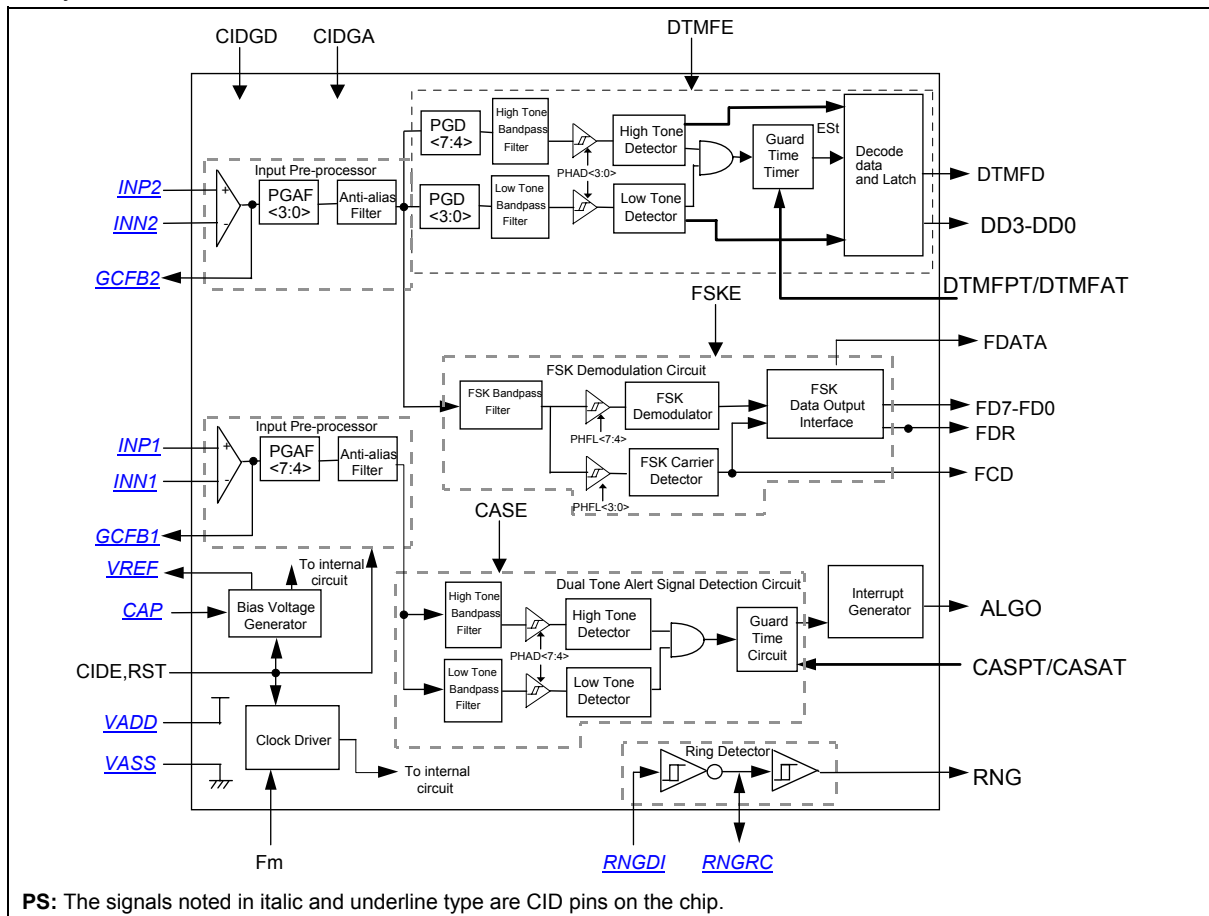 CIDGD
CIDGA
DTMFE
PGD
<7:4>
High Tone
Bandpass
Filter
High Tone
Detector
PHAD<3:0>
PGD
<3:0>
Low Tone
Bandpass
Filter
Low Tone
Detector
Guard
Time
Timer
ESt
Decode
data
and Latch
DTMFD
DD3-DD0
DTMFPT/DTMFAT
Input Pre-processor
INP2
INN2
GCFB2
+
-
PGAF
<3:0>
Anti-alias
Filter
FSKE
FSK Demodulation Circuit
FSK Bandpass
Filter
PHFL<7:4>
FSK
Demodulator
PHFL<3:0>
FSK Carrier
Detector
FSK
Data Output
Interface
FDATA
FD7-FD0
FDR
FCD
Input Pre-processor
INP1
INN1
GCFB1
+
-
PGAF
<7:4>
Anti-alias
Filter
CASE
Dual Tone Alert Signal Detection Circuit
High Tone
Bandpass
Filter
High Tone
Detector
PHAD<7:4>
Low Tone
Bandpass
Filter
Low Tone
Detector
Guard
Time
Circuit
Interrupt
Generator
ALGO
CASPT/CASAT
VREF
CAP
To internal
circuit
Bias Voltage
Generator
CIDE,RST
VADD
VASS
Clock Driver
To internal
circuit
Fm
Ring Detector
RNG
RNGDI
RNGRC
PS: The signals noted in italic and underline type are CID pins on the chip.